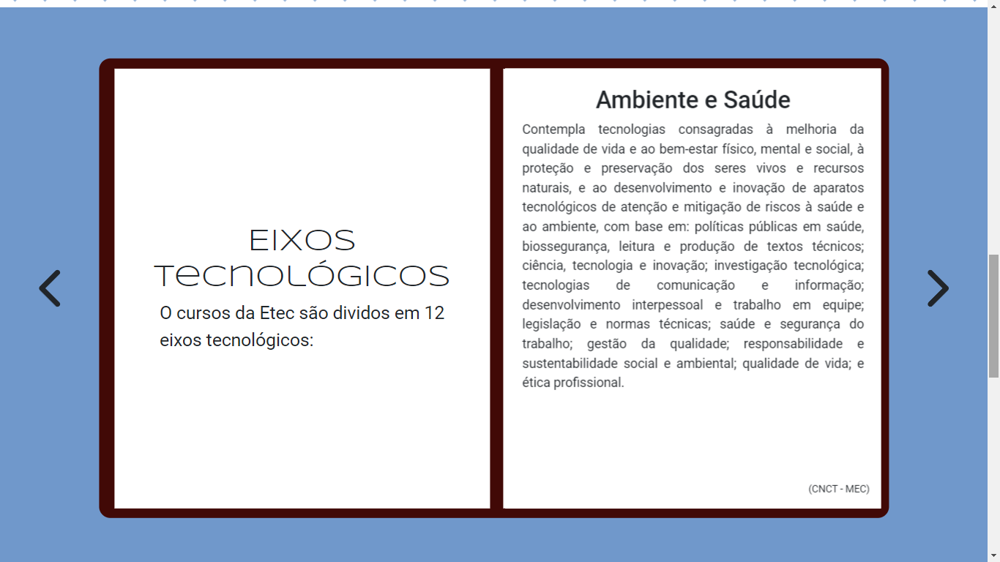 EIXOS
TECNOLÓGICOS
O cursos da Etec são dividos em 12
eixos tecnológicos:
Ambiente e Saúde
Contempla tecnologias consagradas à melhoria da
qualidade de vida e ao bem-estar físico, mental e social, à
proteção e preservação dos seres vivos e recursos
naturais, e ao desenvolvimento e inovação de aparatos
tecnológicos de atenção e mitigação de riscos à saúde e
ao ambiente, com base em: políticas públicas em saúde,
biossegurança, leitura e produção de textos técnicos;
ciência, tecnologia e inovação; investigação tecnológica;
tecnologias de comunicação e informação;
desenvolvimento interpessoal e trabalho em equipe;
legislação e normas técnicas; saúde e segurança do
trabalho; gestão da qualidade; responsabilidade e
sustentabilidade social e ambiental; qualidade de vida; e
ética profissional.
(CNCT - MEC)